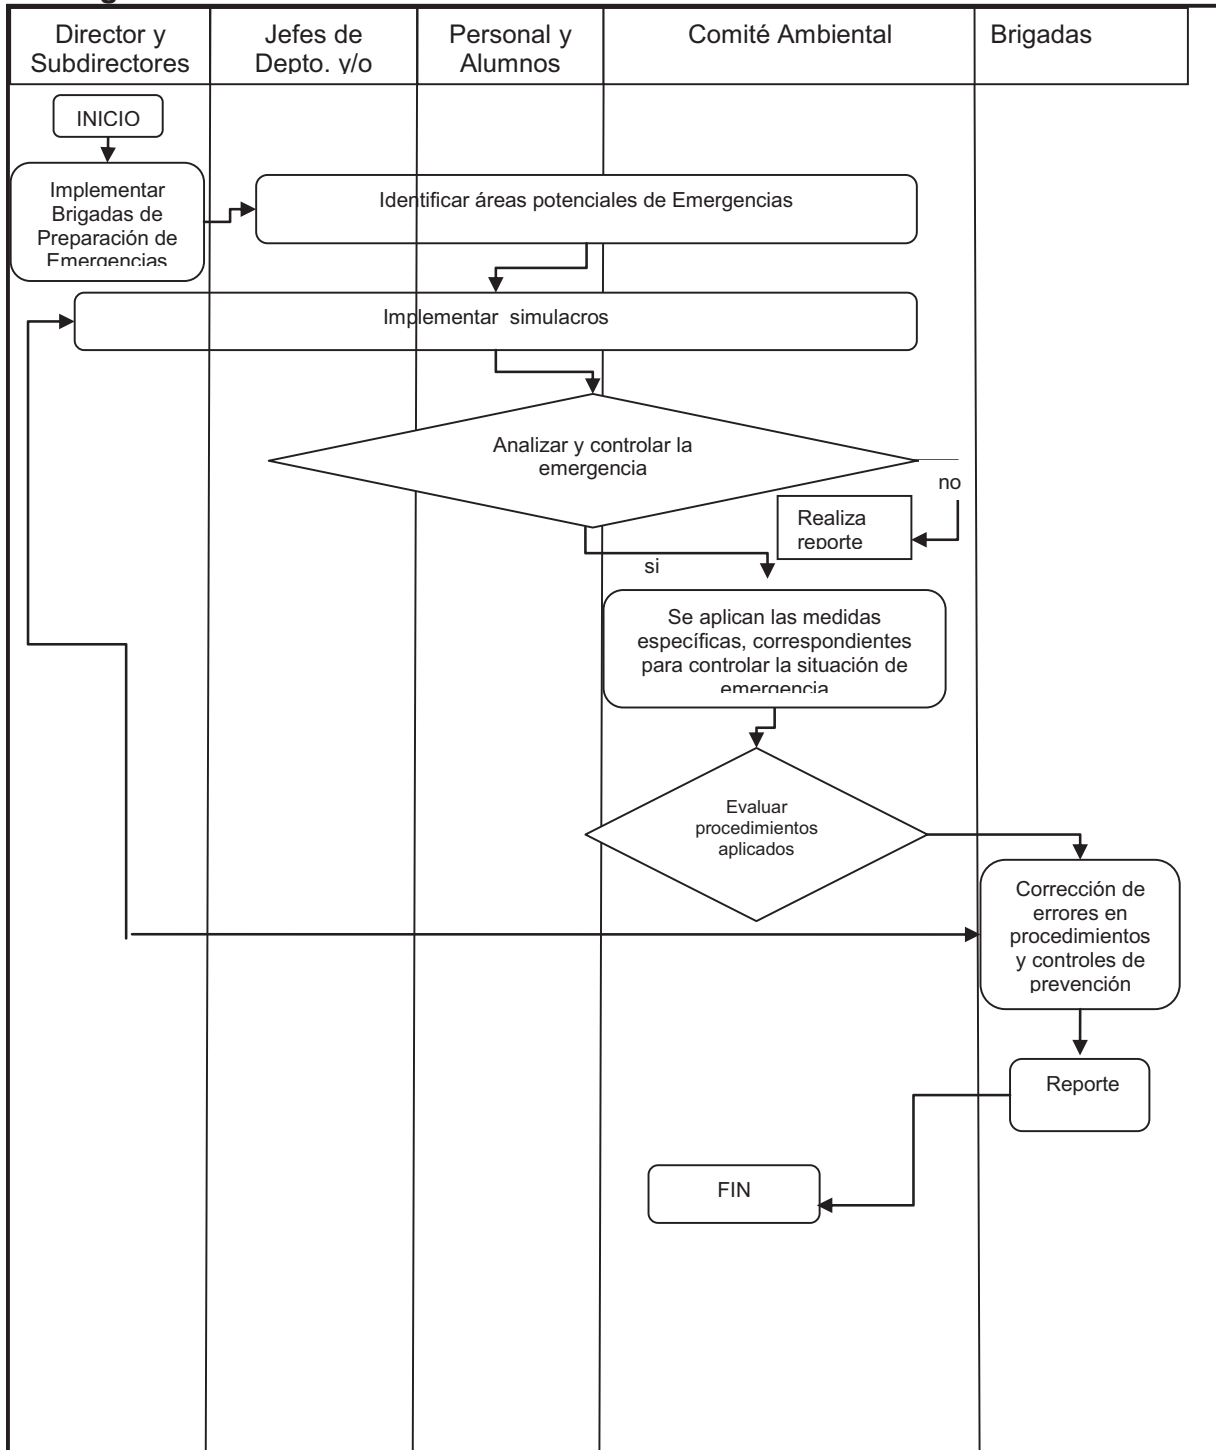 Director y
Subdirectores
Jefes de
Depto. y/o
Personal y
Alumnos
Comité Ambiental
Brigadas
INICIO
Implementar
Brigadas de
Preparación de
Emergencias
Identificar áreas potenciales de Emergencias
Implementar simulacros
Analizar y controlar la
emergencia
no
Realiza
reporte
si
Se aplican las medidas
específicas, correspondientes
para controlar la situación de
emergencia
Evaluar
procedimientos
aplicados
Corrección de
errores en
procedimientos
y controles de
prevención
Reporte
FIN